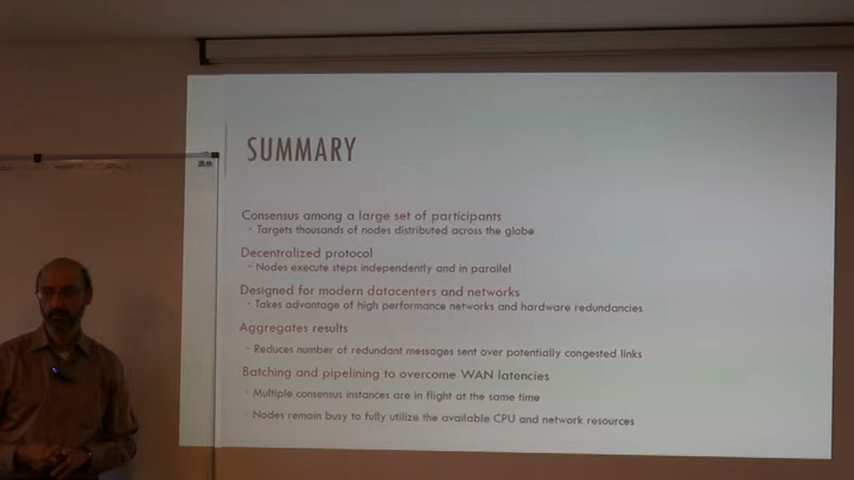 SUMMARY
Consensus among a large set of participants
• Targets thousands of nodes distributed across the globe
Decentralized protocol
• Nodes execute steps independently and in parallel
Designed for modern datacenters and networks
• Takes advantage of high performance networks and hardware redundancies
Aggregates results
• Reduces number of redundant messages sent over potentially congested links
Batching and pipelining to overcome WAN latencies
• Multiple consensus instances are in flight at the same time
• Nodes remain busy to fully utilize the available CPU and network resources